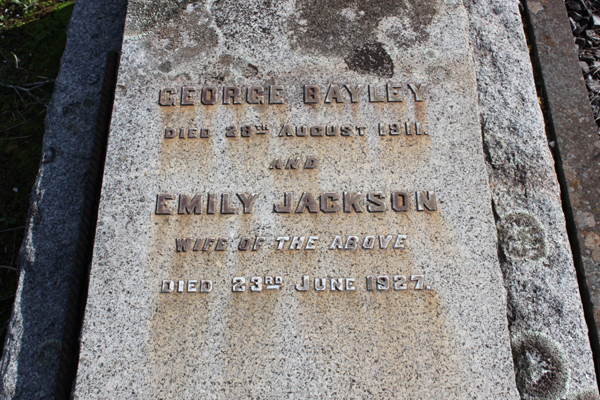 GEORGE BAYLEY
DIED 28TH AUGUST 1911.
AND
EMILY JACKSON
WIFE OF THE ABOVE
DIED 23RD JUNE 1927.